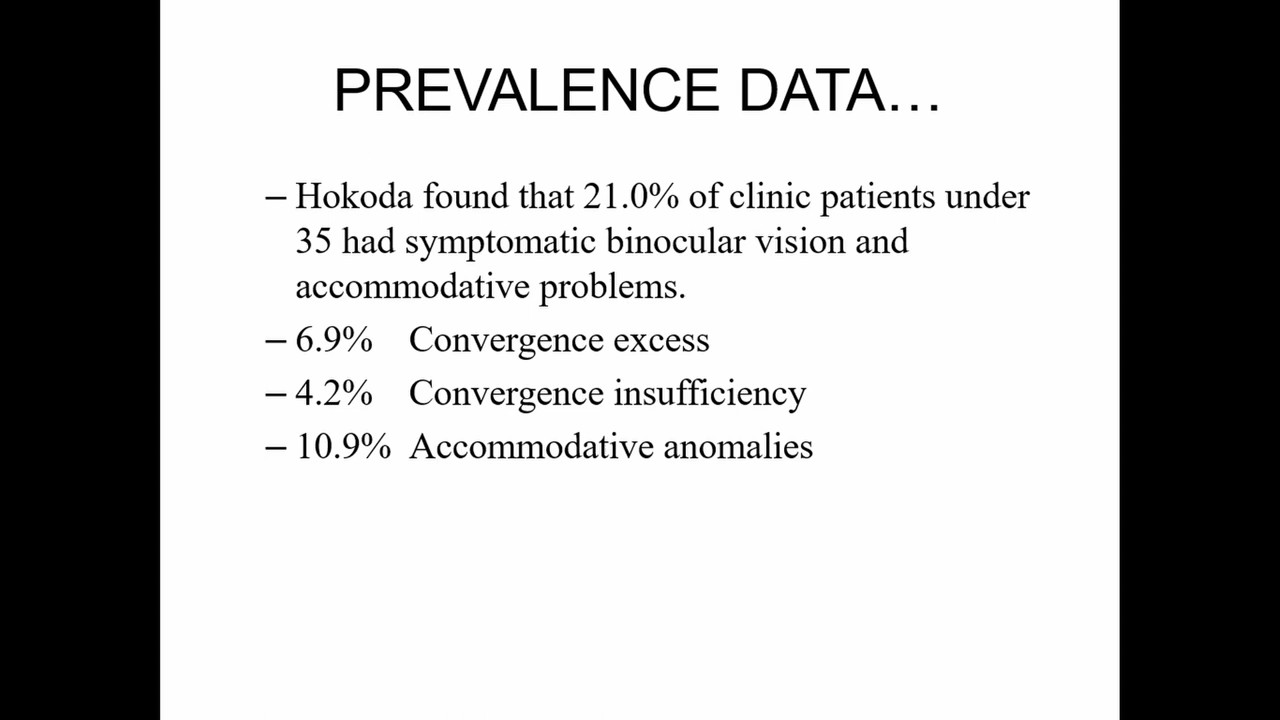 PREVALENCE DATA…
– Hokoda found that 21.0% of clinic patients under
35 had symptomatic binocular vision and
accommodative problems.
– 6.9% Convergence excess
– 4.2% Convergence insufficiency
– 10.9% Accommodative anomalies